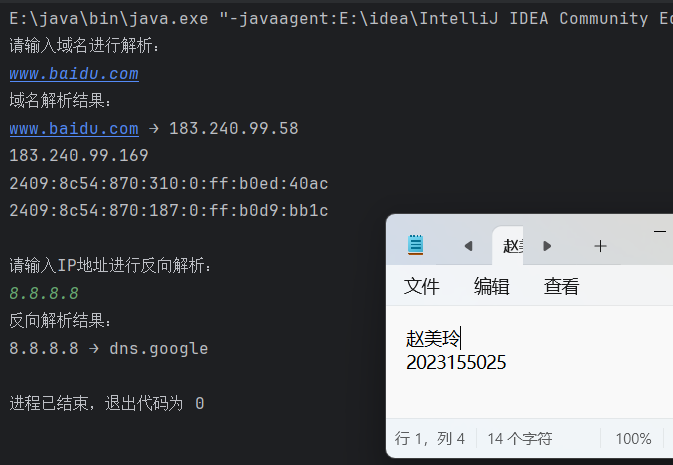 E:\java\bin\java.exe "-javaagent:E:\idea\IntelliJ IDEA Community Ed
请输入域名进行解析:
www.baidu.com
域名解析结果:
www.baidu.com → 183.240.99.58
183.240.99.169
2409:8c54:870:310:0:ff:b0ed:40ac
2409:8c54:870:187:0:ff:b0d9:bb1c
请输入IP地址进行反向解析:
8.8.8.8
反向解析结果:
8.8.8.8 → dns.google
进程已结束，退出代码为 0
赵美
文件 编辑 查看
赵美玲
2023155025
行 1，列 4 14 个字符 100%